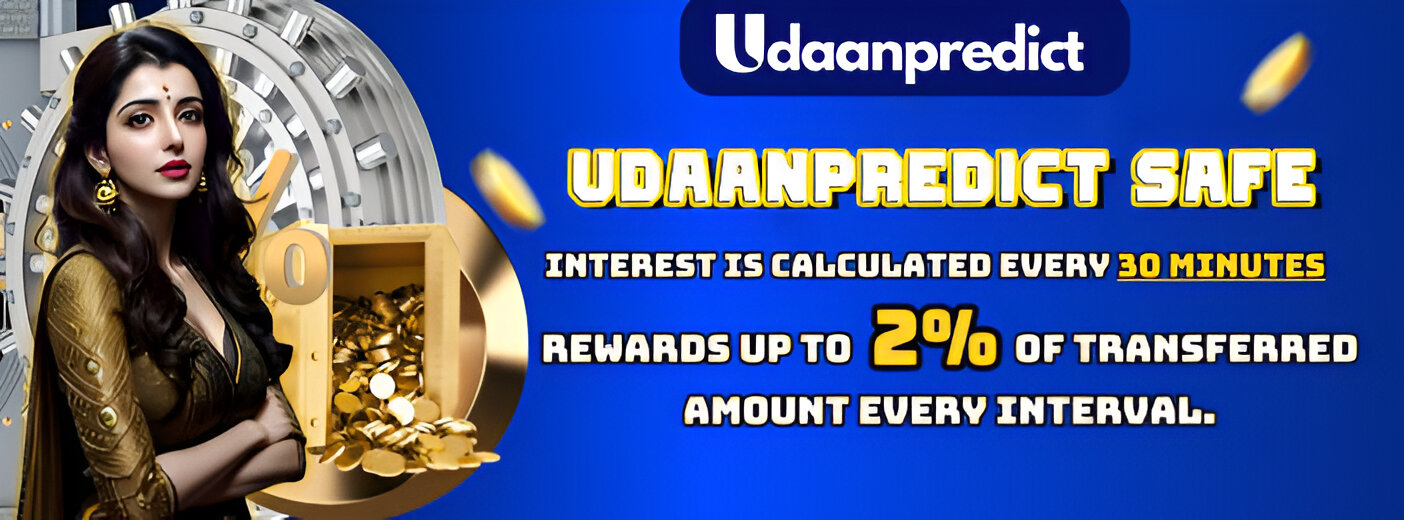 Udaanpredict
UDAANPREDICT SAFE
INTEREST IS CALCULATED EVERY 30 MINUTES
REWARDS UP TO 2% OF TRANSFERRED
AMOUNT EVERY INTERVAL.
%